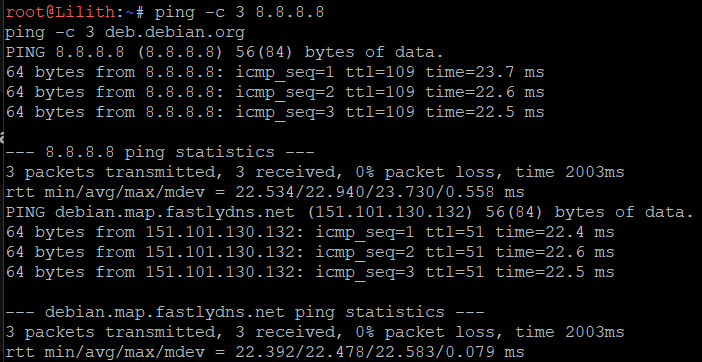 root@Lilith:~# ping -c 3 8.8.8.8
ping -c 3 deb.debian.org
PING 8.8.8.8 (8.8.8.8) 56(84) bytes of data.
64 bytes from 8.8.8.8: icmp_seq=1 ttl=109 time=23.7 ms
64 bytes from 8.8.8.8: icmp_seq=2 ttl=109 time=22.6 ms
64 bytes from 8.8.8.8: icmp_seq=3 ttl=109 time=22.5 ms

--- 8.8.8.8 ping statistics ---
3 packets transmitted, 3 received, 0% packet loss, time 2003ms
rtt min/avg/max/mdev = 22.534/22.940/23.730/0.558 ms
PING debian.map.fastlydns.net (151.101.130.132) 56(84) bytes of data.
64 bytes from 151.101.130.132: icmp_seq=1 ttl=51 time=22.4 ms
64 bytes from 151.101.130.132: icmp_seq=2 ttl=51 time=22.6 ms
64 bytes from 151.101.130.132: icmp_seq=3 ttl=51 time=22.5 ms

--- debian.map.fastlydns.net ping statistics ---
3 packets transmitted, 3 received, 0% packet loss, time 2003ms
rtt min/avg/max/mdev = 22.392/22.478/22.583/0.079 ms